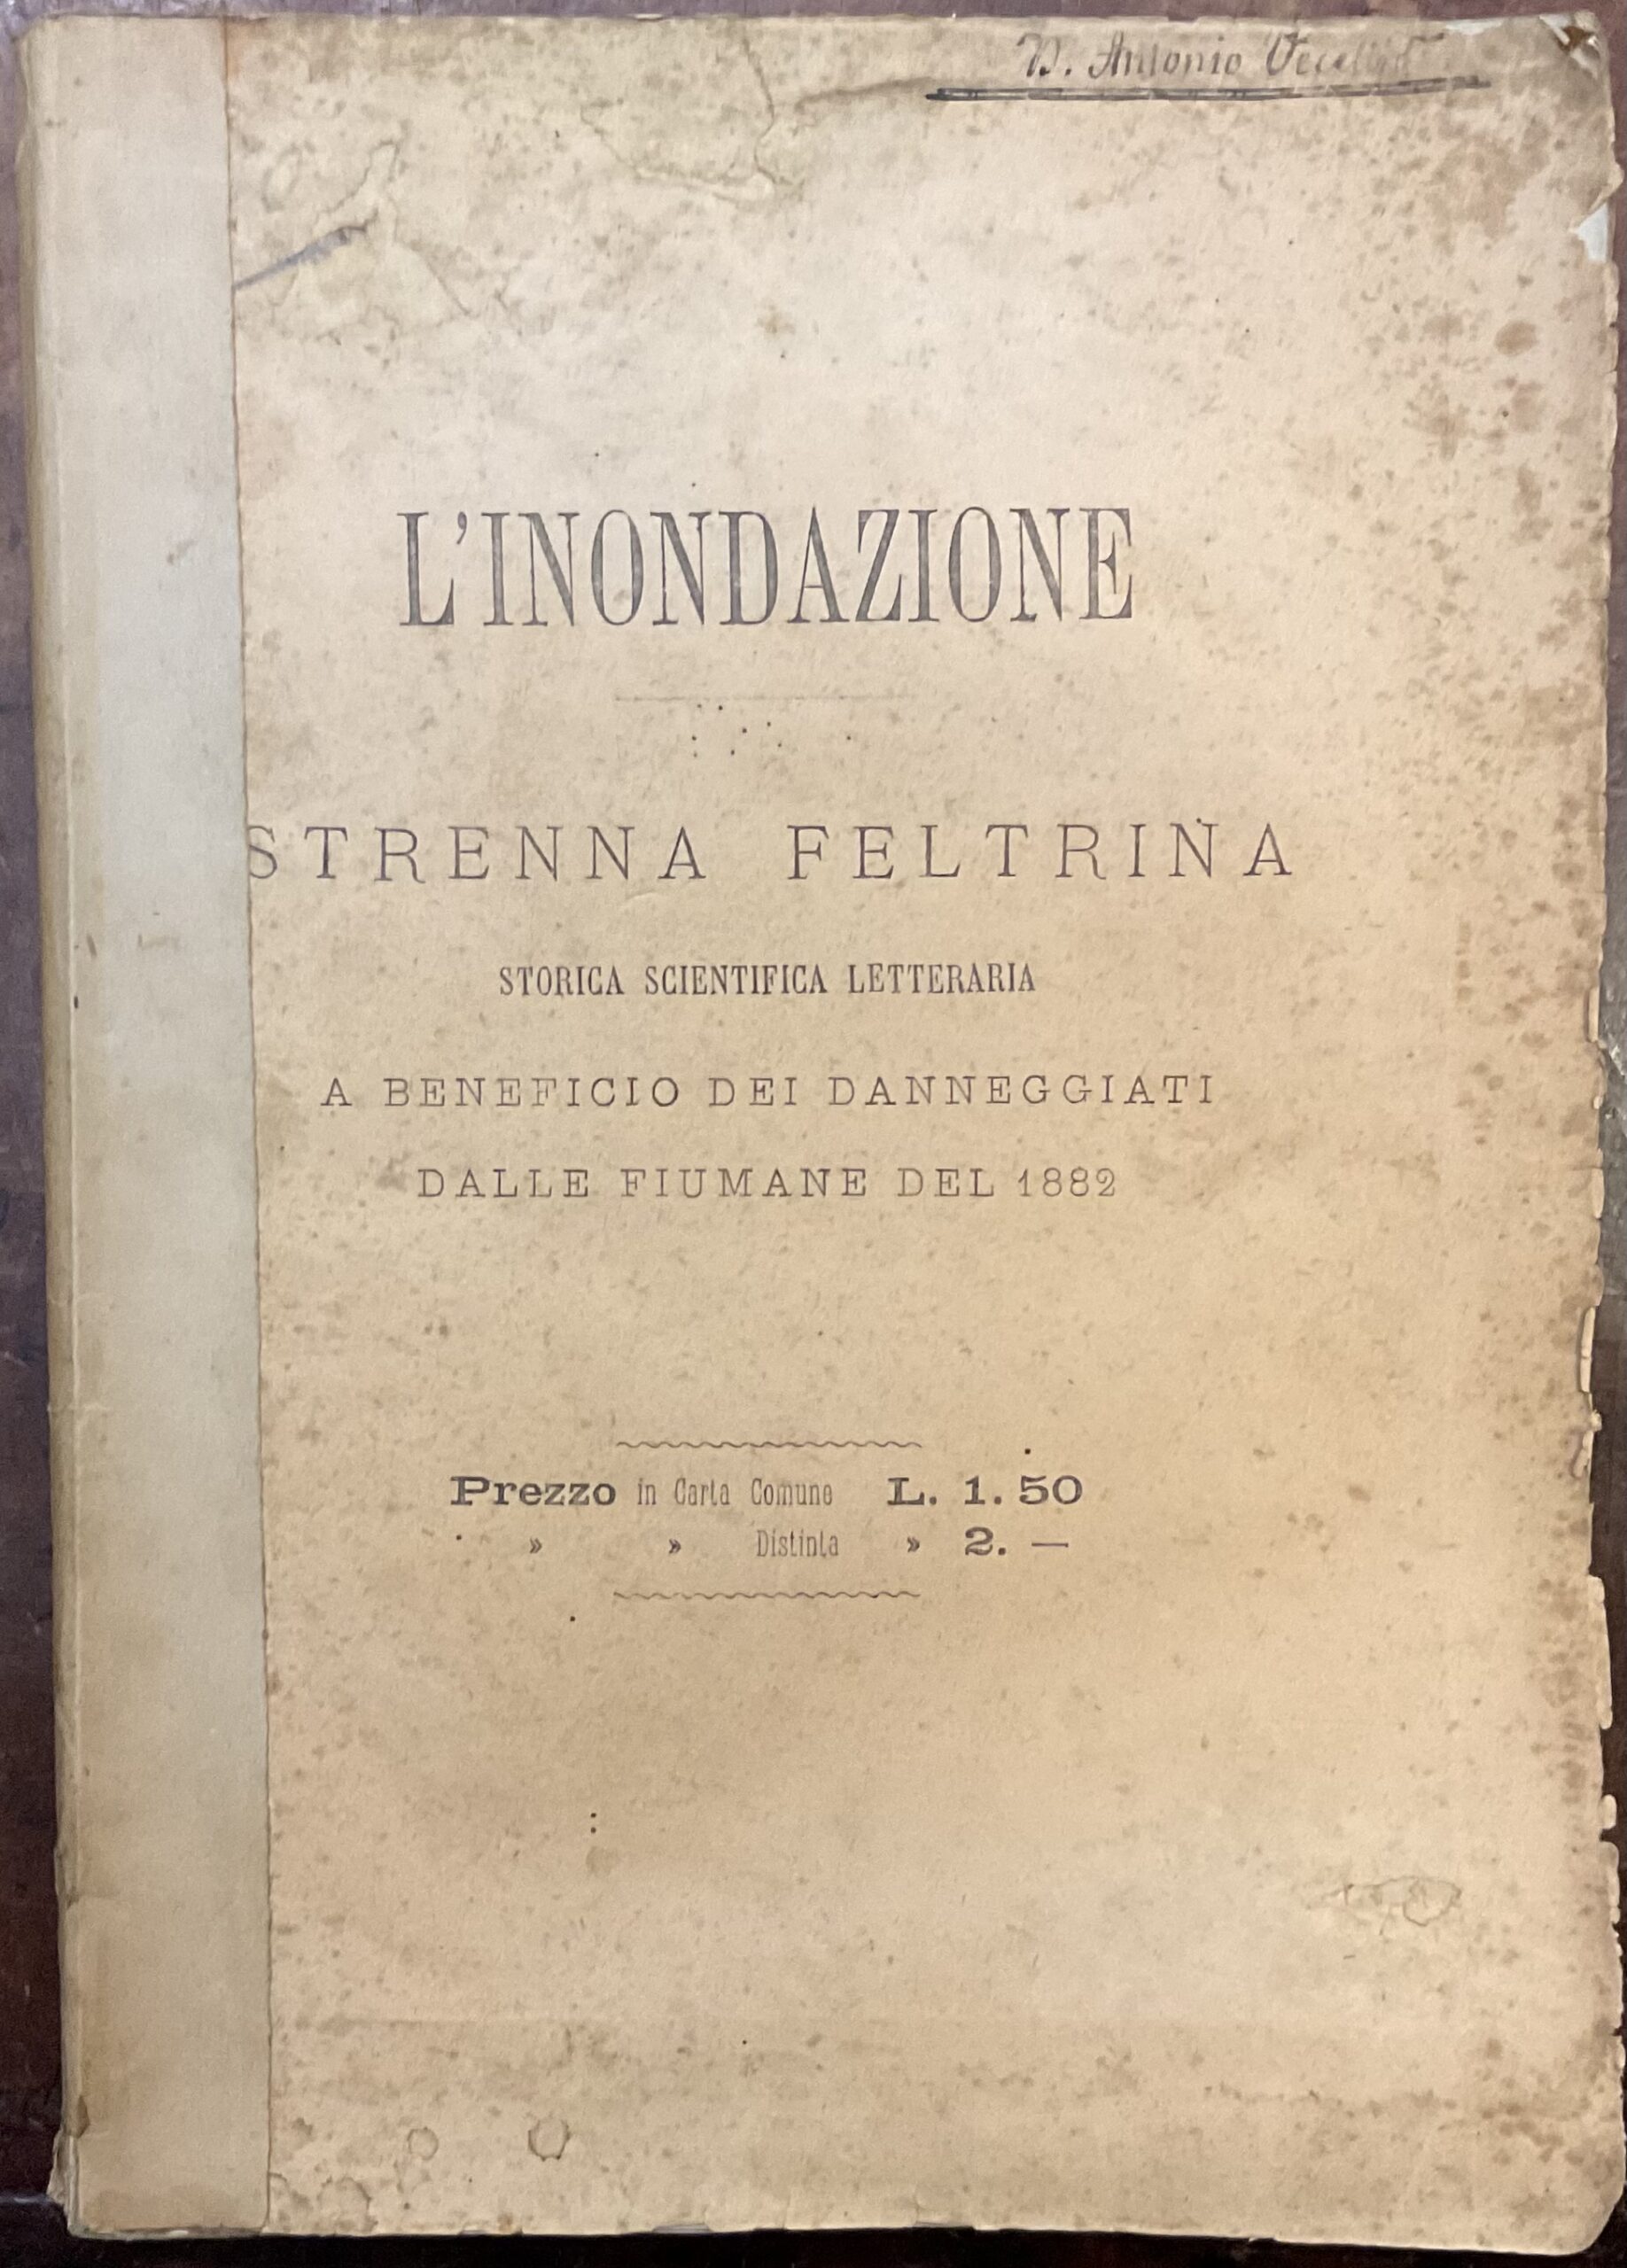 D. Antonio Vecellio
L'INONDAZIONE
STRENNA FELTRINA
STORICA SCIENTIFICA LETTERARIA
A BENEFICIO DEI DANNEGGIATI
DALLE FIUMANE DEL 1882
Prezzo in Carta Comune L. 1.50
» » Distinta » 2. —